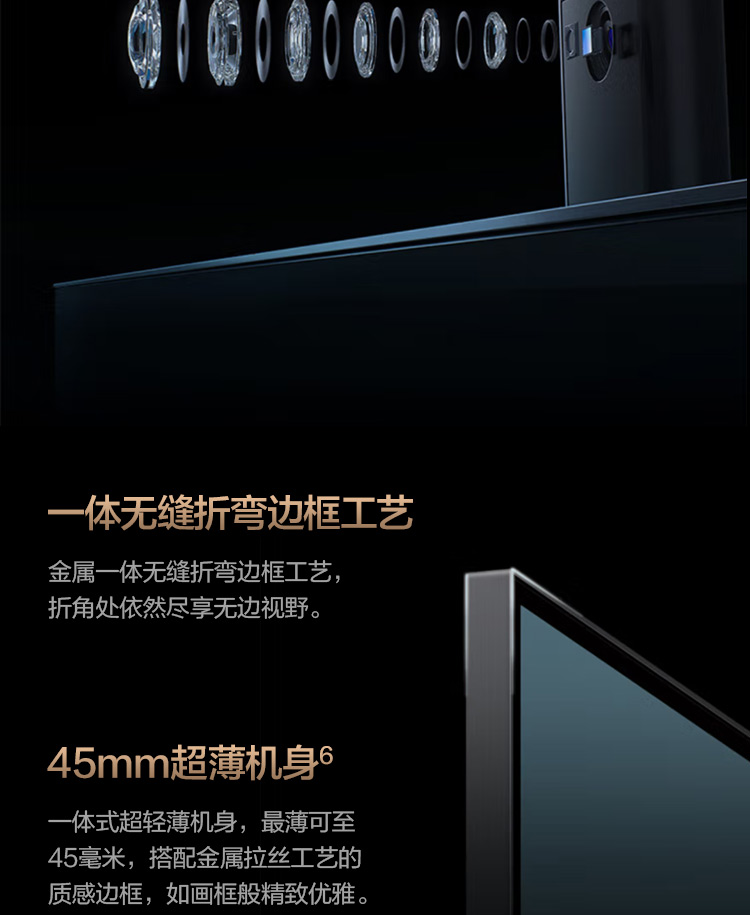 一体无缝折弯边框工艺
金属一体无缝折弯边框工艺，
折角处依然尽享无边视野。
45mm超薄机身6
一体式超轻薄机身，最薄可至
45毫米，搭配金属拉丝工艺的
质感边框，如画框般精致优雅。